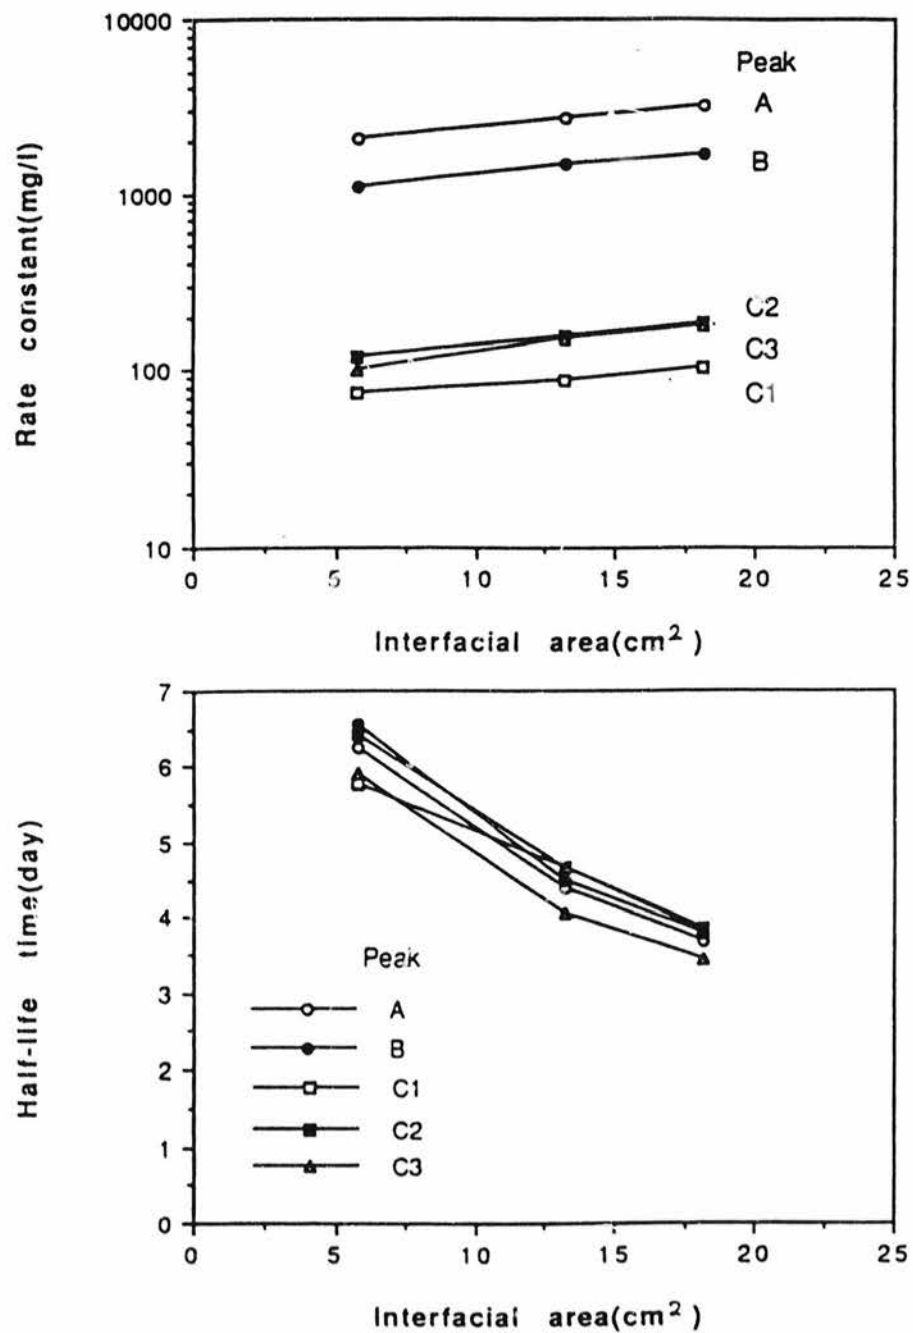 10000
1000
100
10
0
5
10
15
20
25
Rate constant(mg/l)
Interfacial area(cm²)
Peak
A
B
C2
C3
C1
7
6
5
4
3
2
1
0
0
5
10
15
20
25
Half-life time(day)
Interfacial area(cm²)
Peak
A
B
C1
C2
C3